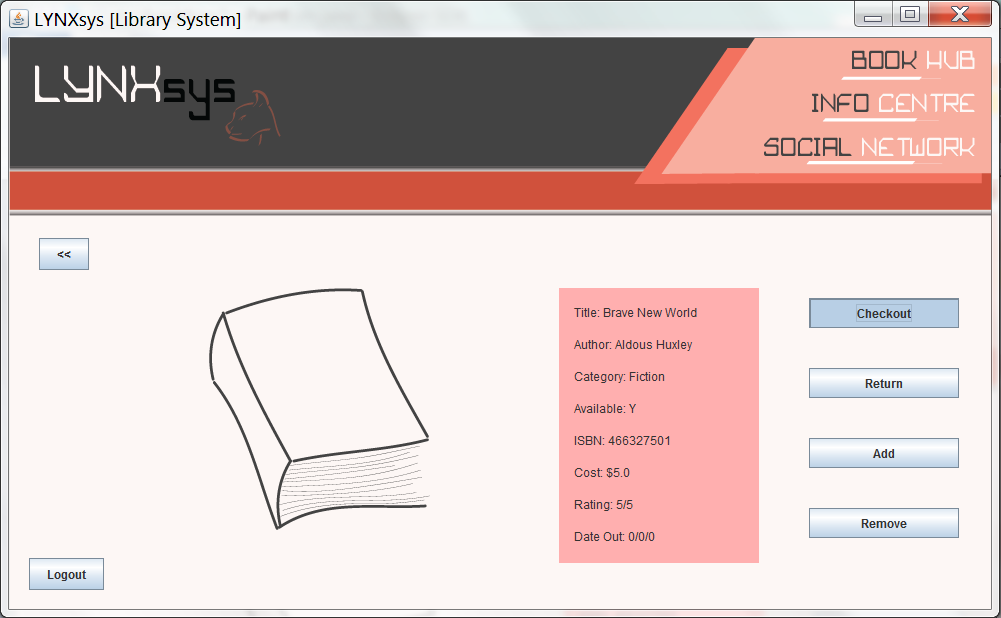 LYNXsys [Library System]
LYNXsys
BOOK HUB
INFO CENTRE
SOCIAL NETWORK
<<
Title: Brave New World
Author: Aldous Huxley
Category: Fiction
Available: Y
ISBN: 466327501
Cost: $5.0
Rating: 5/5
Date Out: 0/0/0
Checkout
Return
Add
Remove
Logout